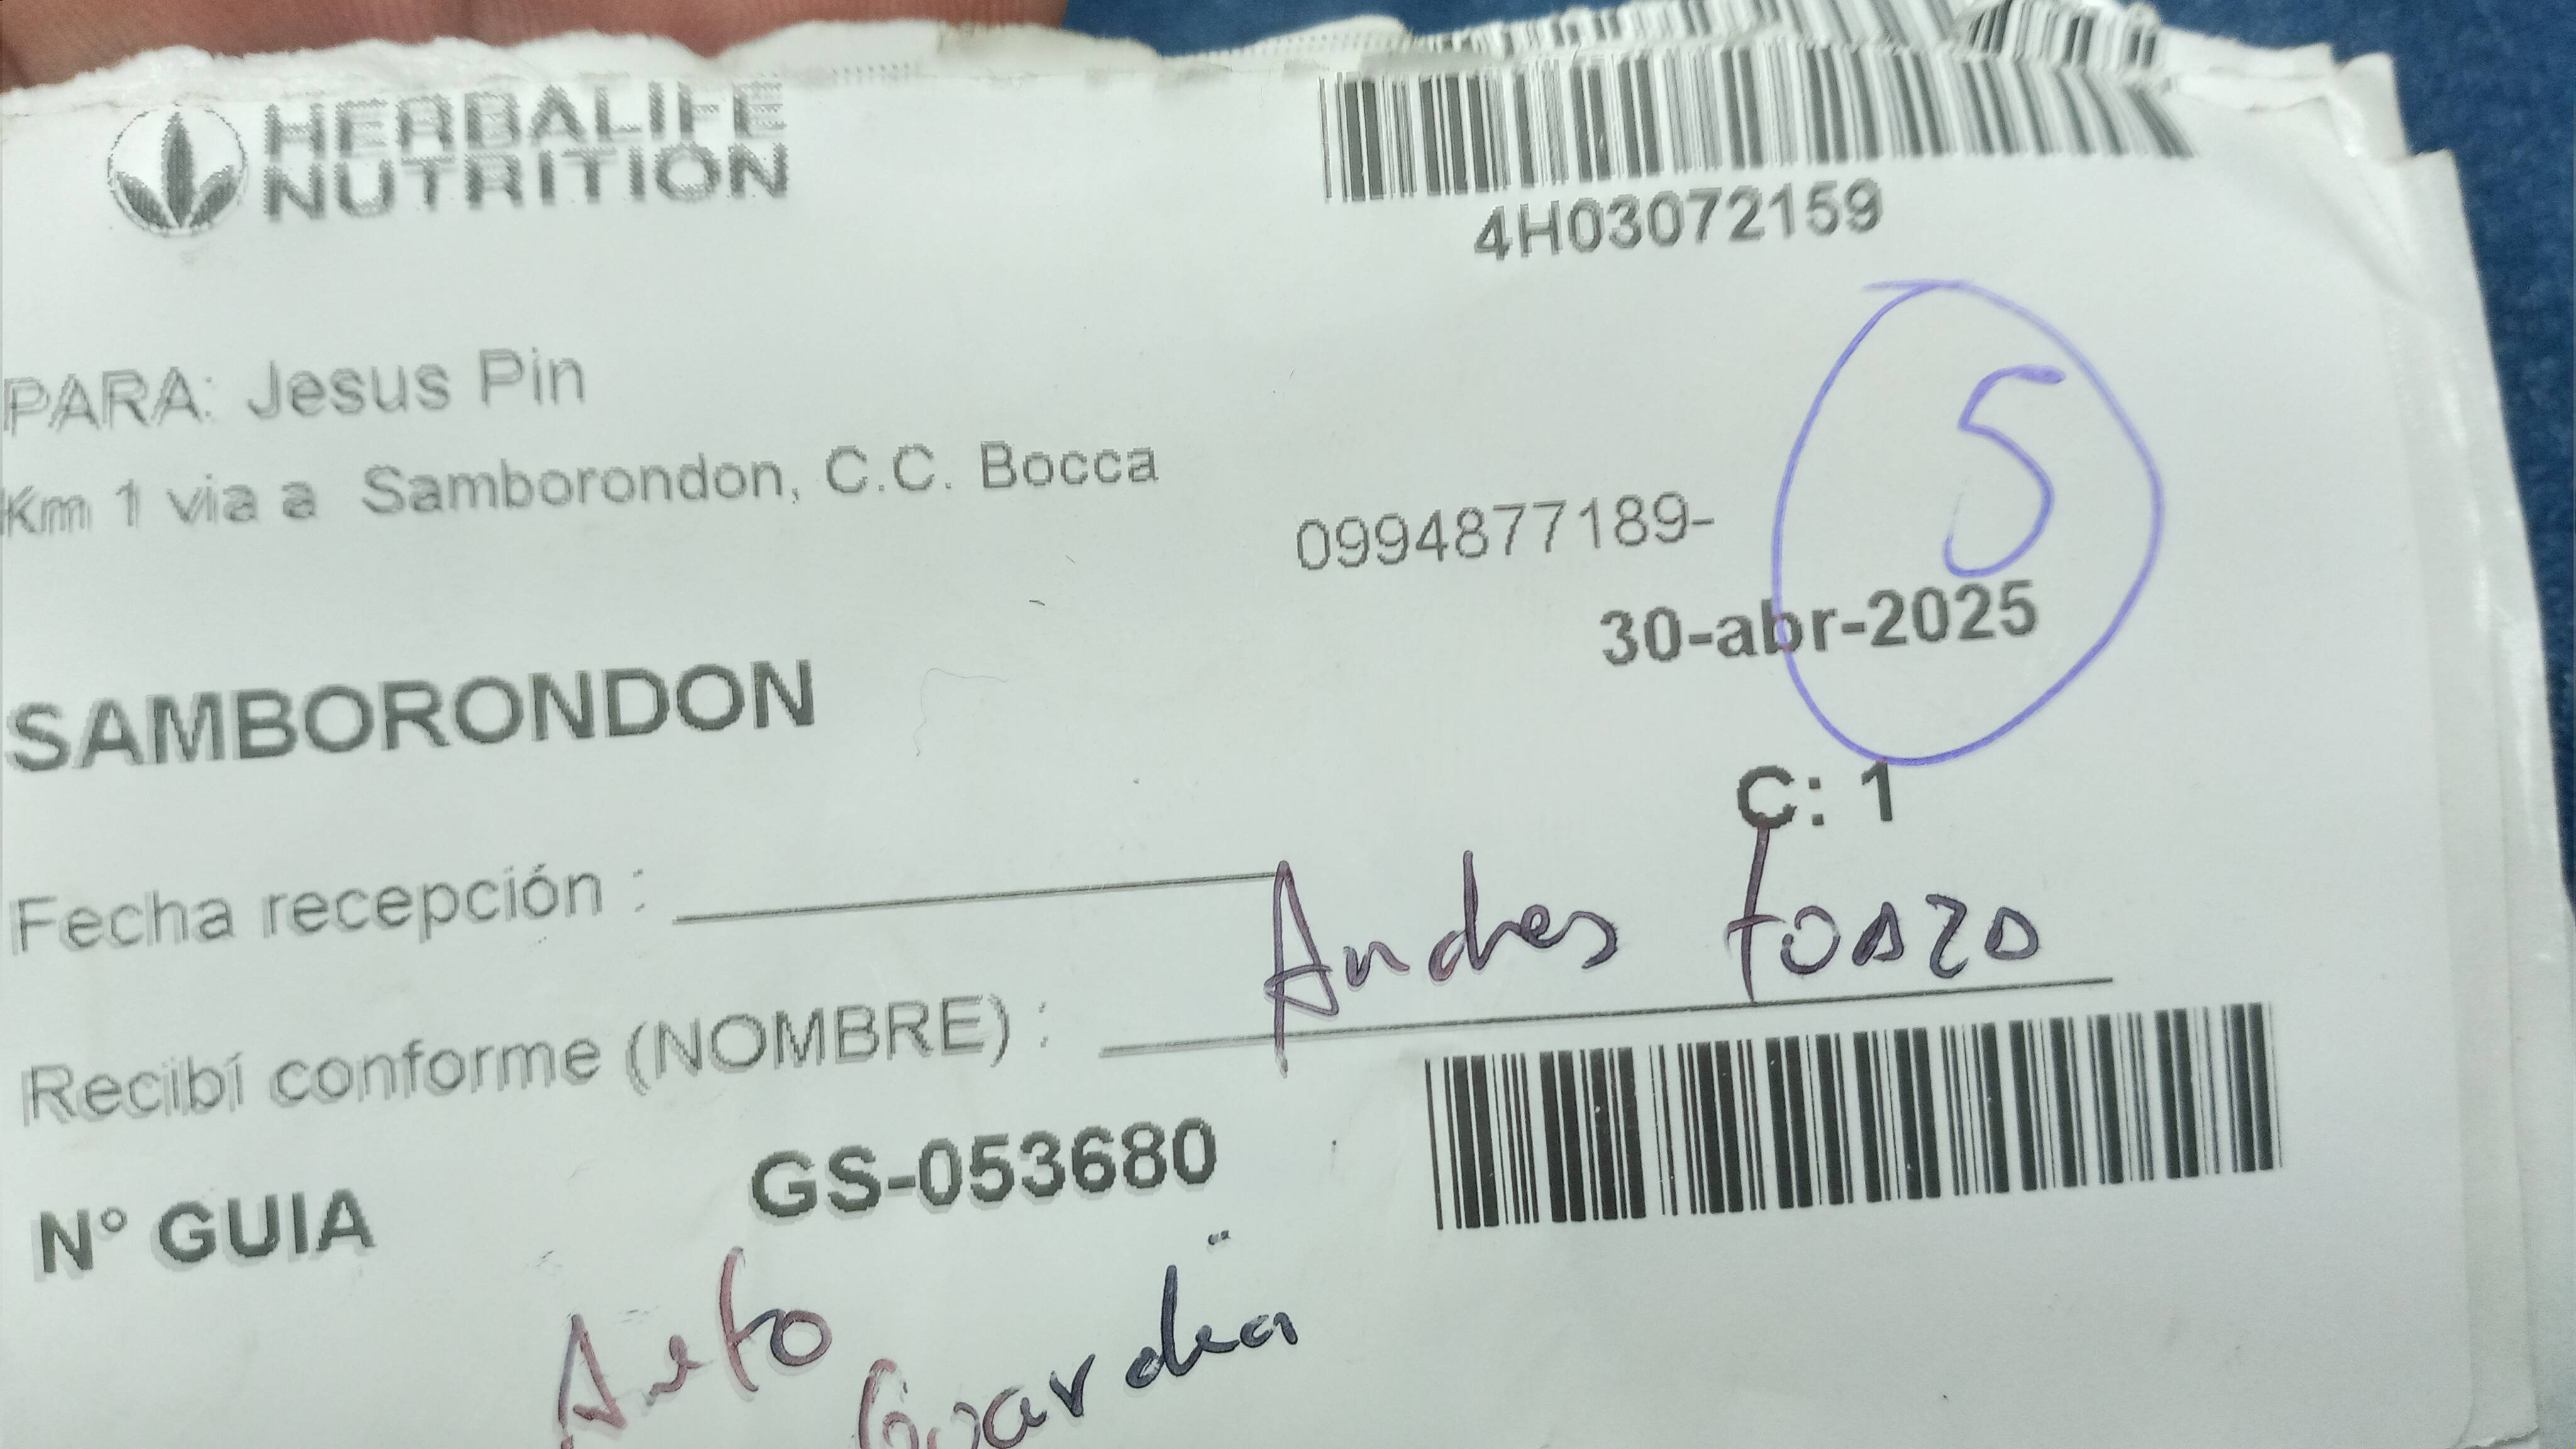 HERBALIFE
NUTRITION
4H03072159
PARA: Jesus Pin
Km 1 via a Samborondon, C.C. Bocca
0994877189-
5
30-abr-2025
SAMBORONDON
C: 1
Fecha recepción :
Andres
Recibí conforme (NOMBRE) :
N° GUIA GS-053680